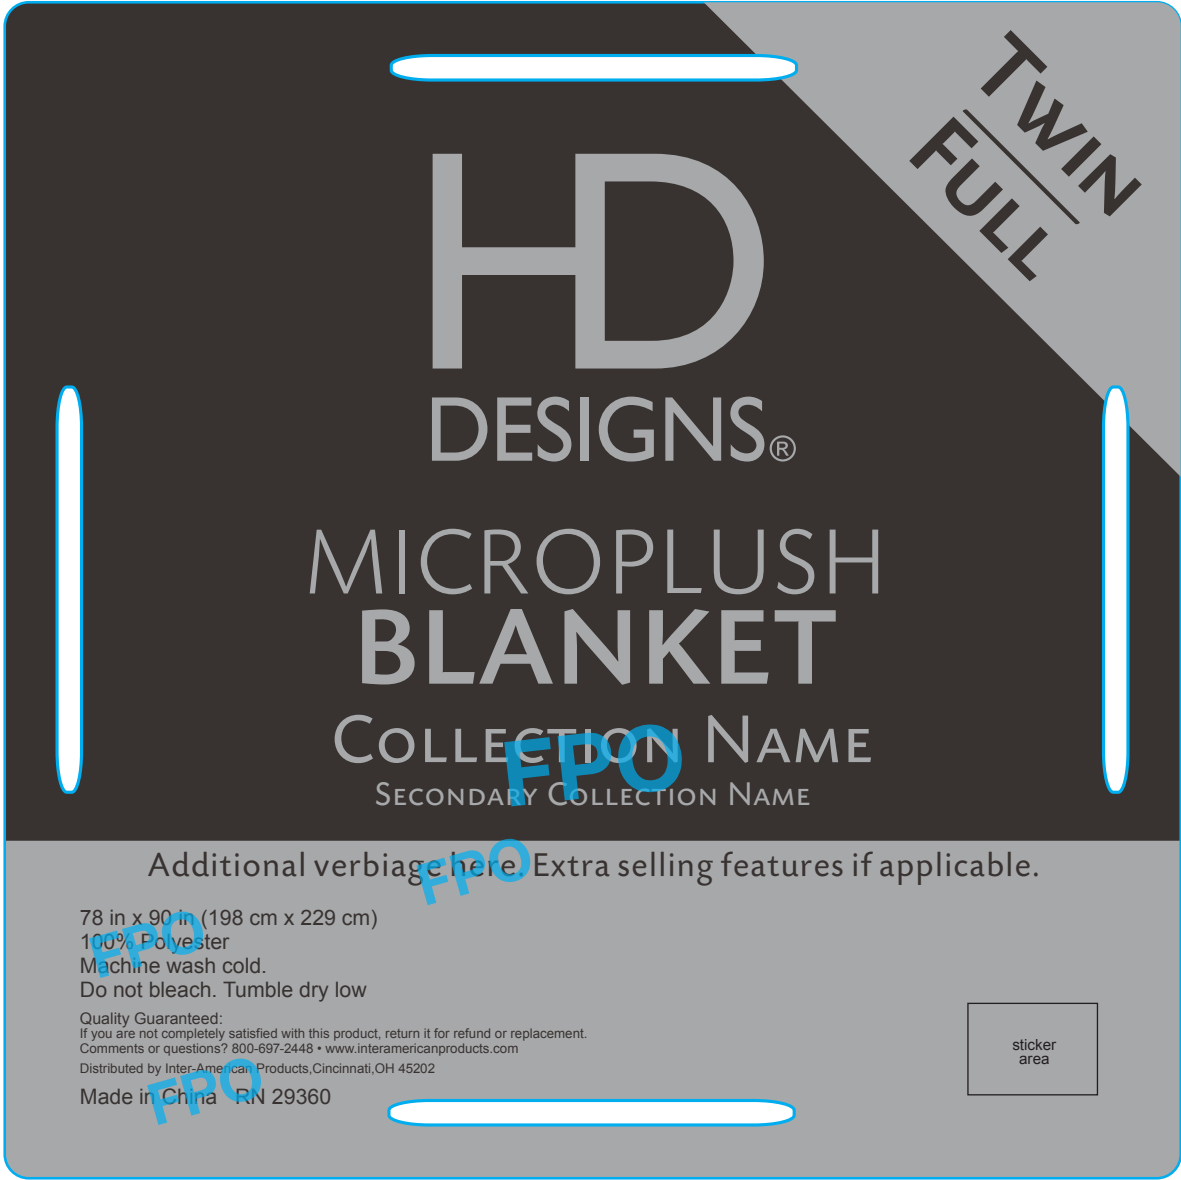 TWIN
FULL
HD
DESIGNS®
MICROPLUSH
BLANKET
COLLECTION NAME
FPO
SECONDARY COLLECTION NAME
Additional verbiage here. Extra selling features if applicable.
FPO
78 in x 90 in (198 cm x 229 cm)
100% Polyester
FPO
Machine wash cold.
Do not bleach. Tumble dry low
Quality Guaranteed:
If you are not completely satisfied with this product, return it for refund or replacement.
Comments or questions? 800-697-2448 • www.interamericanproducts.com
Distributed by Inter-American Products,Cincinnati,OH 45202
Made in China RN 29360
FPO
sticker
area